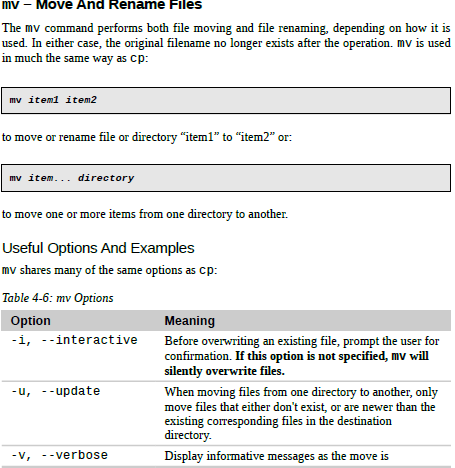 mv – Move And Rename Files
The mv command performs both file moving and file renaming, depending on how it is
used. In either case, the original filename no longer exists after the operation. mv is used
in much the same way as cp:
mv item1 item2
to move or rename file or directory “item1” to “item2” or:
mv item... directory
to move one or more items from one directory to another.
Useful Options And Examples
mv shares many of the same options as cp:
Table 4-6: mv Options
Option Meaning
-i, --interactive Before overwriting an existing file, prompt the user for
confirmation. If this option is not specified, mv will
silently overwrite files.
-u, --update When moving files from one directory to another, only
move files that either don't exist, or are newer than the
existing corresponding files in the destination
directory.
-v, --verbose Display informative messages as the move is